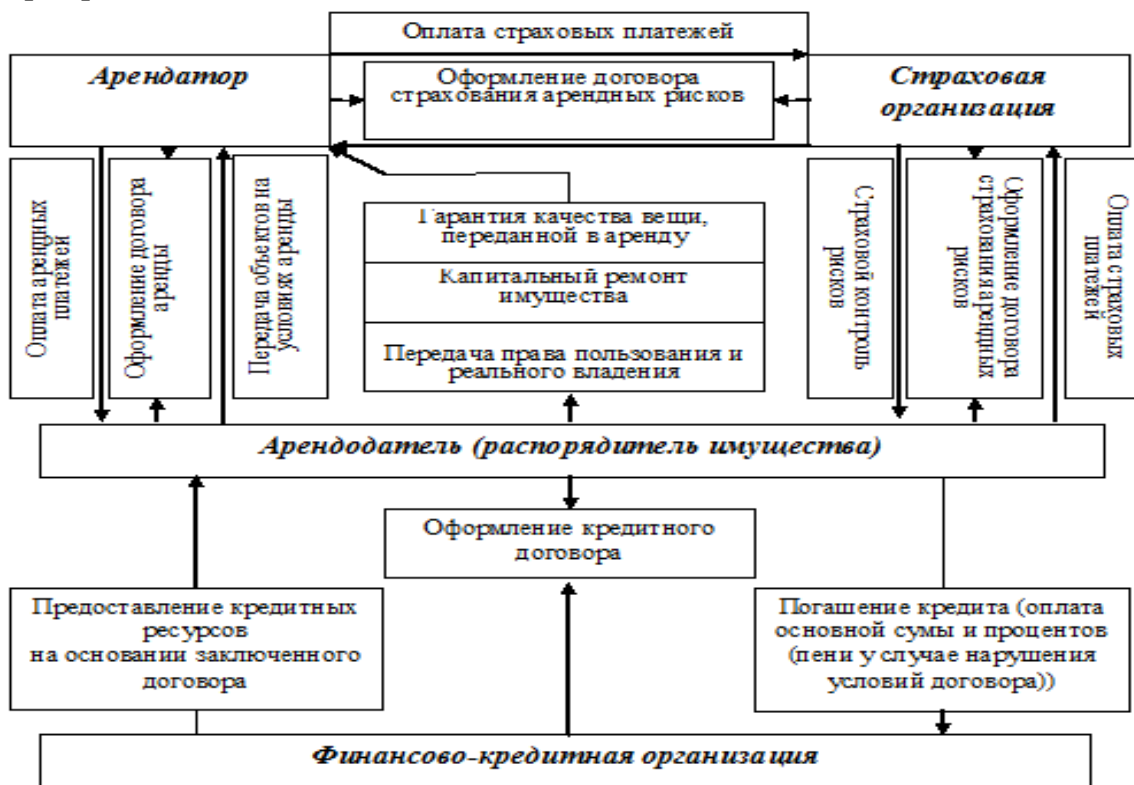 Оплата страховых платежей
Арендатор
Оформление договора
страхования арендных рисков
Страховая
организация
Оплата арендных
платежей
Оформление договора
аренды
Передача объектов на
условиях аренды
Гарантия качества вещи,
переданной в аренду
Капитальный ремонт
имущества
Передача права пользования и
реального владения
Страховой контроль
рисков
Оформление договора
страхования арендных
рисков
Оплата страховых
платежей
Арендодатель (распорядитель имущества)
Оформление кредитного
договора
Предоставление кредитных
ресурсов
на основании заключенного
договора
Погашение кредита (оплата
основной суммы и процентов
(пени у случае нарушения
условий договора))
Финансово-кредитная организация